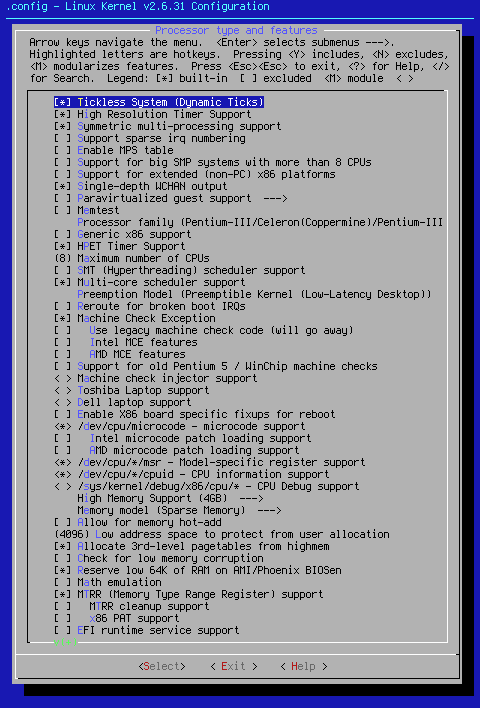 .config - Linux Kernel v2.6.31 Configuration
Processor type and features
Arrow keys navigate the menu. <Enter> selects submenus --->.
Highlighted letters are hotkeys. Pressing <Y> includes, <N> excludes,
<M> modularizes features. Press <Esc><Esc> to exit, <?> for Help, </>
for Search. Legend: [*] built-in [ ] excluded <M> module < >
[*] Tickless System (Dynamic Ticks)
[*] High Resolution Timer Support
[*] Symmetric multi-processing support
[ ] Support sparse irq numbering
[ ] Enable MPS table
[ ] Support for big SMP systems with more than 8 CPUs
[ ] Support for extended (non-PC) x86 platforms
[*] Single-depth WCHAN output
[ ] Paravirtualized guest support --->
[ ] Memtest
Processor family (Pentium-III/Celeron(Coppermine)/Pentium-III
[ ] Generic x86 support
[*] HPET Timer Support
(8) Maximum number of CPUs
[ ] SMT (Hyperthreading) scheduler support
[*] Multi-core scheduler support
Preemption Model (Preemptible Kernel (Low-Latency Desktop))
[ ] Reroute for broken boot IRQs
[*] Machine Check Exception
[ ] Use legacy machine check code (will go away)
[ ] Intel MCE features
[ ] AMD MCE features
[ ] Support for old Pentium 5 / WinChip machine checks
< > Machine check injector support
< > Toshiba Laptop support
< > Dell laptop support
[ ] Enable X86 board specific fixups for reboot
<*> /dev/cpu/microcode - microcode support
[ ] Intel microcode patch loading support
[ ] AMD microcode patch loading support
<*> /dev/cpu/*/msr - Model-specific register support
<*> /dev/cpu/*/cpuid - CPU information support
< > /sys/kernel/debug/x86/cpu/* - CPU Debug support
High Memory Support (4GB) --->
Memory model (Sparse Memory) --->
[ ] Allow for memory hot-add
(4096) Low address space to protect from user allocation
[*] Allocate 3rd-level pagetables from highmem
[ ] Check for low memory corruption
[*] Reserve low 64K of RAM on AMI/Phoenix BIOSen
[ ] Math emulation
[*] MTRR (Memory Type Range Register) support
[ ] MTRR cleanup support
[ ] x86 PAT support
[ ] EFI runtime service support
<Select> < Exit > < Help >